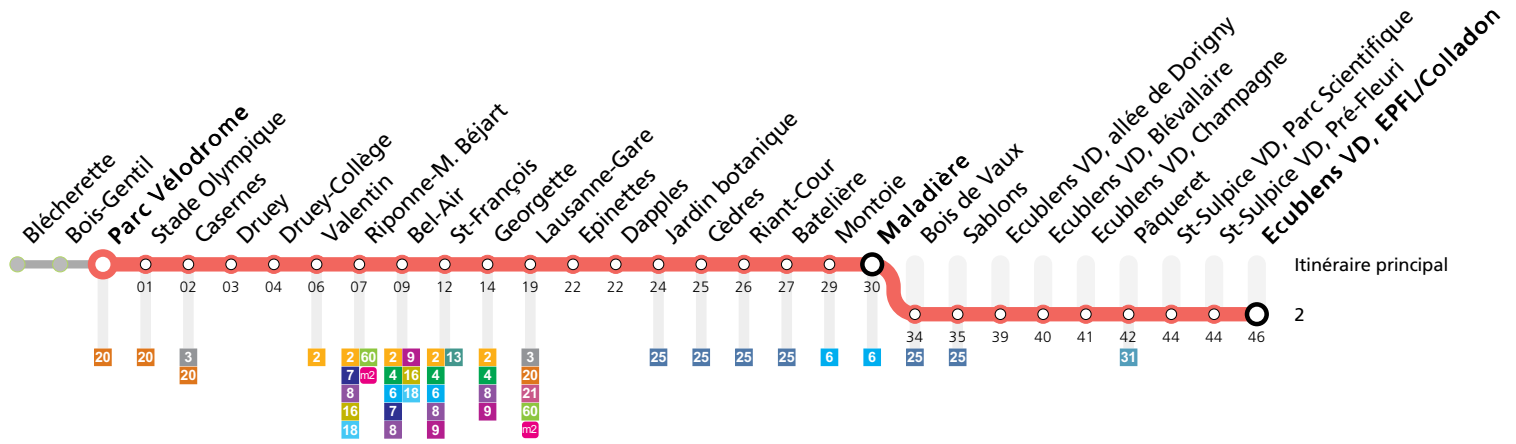 Blécherette
Bois-Gentil
Parc Vélodrome
Stade Olympique
Casernes
Druey
Druey-Collège
Valentin
Riponne-M. Béjart
Bel-Air
St-François
Georgette
Lausanne-Gare
Epinettes
Dapples
Jardin botanique
Cèdres
Riant-Cour
Batelière
Montoie
Maladière
Bois de Vaux
Sablons
Ecublens VD, allée de Dorigny
Ecublens VD, Blévallaire
Ecublens VD, Champagne
Pâqueret
St-Sulpice VD, Parc Scientifique
St-Sulpice VD, Pré-Fleuri
Ecublens VD, EPFL/Colladon
Itinéraire principal
01 02 03 04 06 07 09 12 14 19 22 22 24 25 26 27 29 30
2
34 35 39 40 41 42 44 44 46
20 20 3 2 2 60 2 9 2 13 2 3 25 25 25 25 6 6 25 25 31
20 7 m2 4 16 4 4 20
8 6 18 6 8 21
16 7 8 9 60
18 8 9 m2